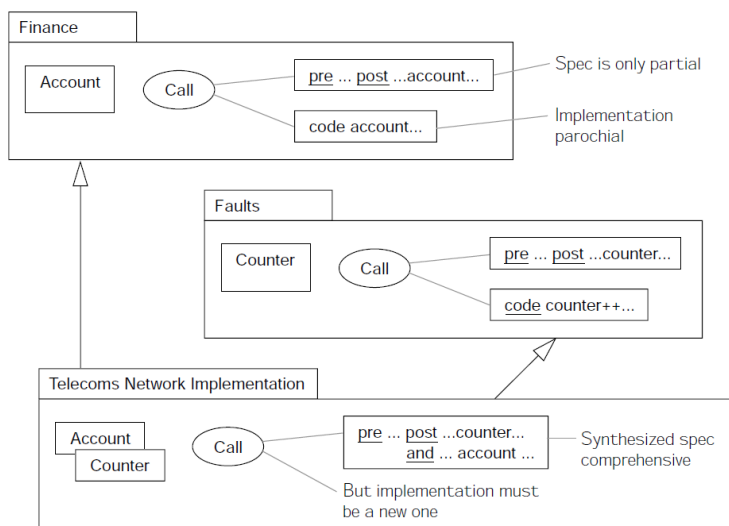 Finance
Account
Call
pre ... post ...account...
Spec is only partial
code account...
Implementation
parochial
Faults
Counter
Call
pre ... post ...counter...
code counter++...
Telecoms Network Implementation
Account
Counter
Call
pre ... post ...counter...
and ... account ...
Synthesized spec
comprehensive
But implementation must
be a new one